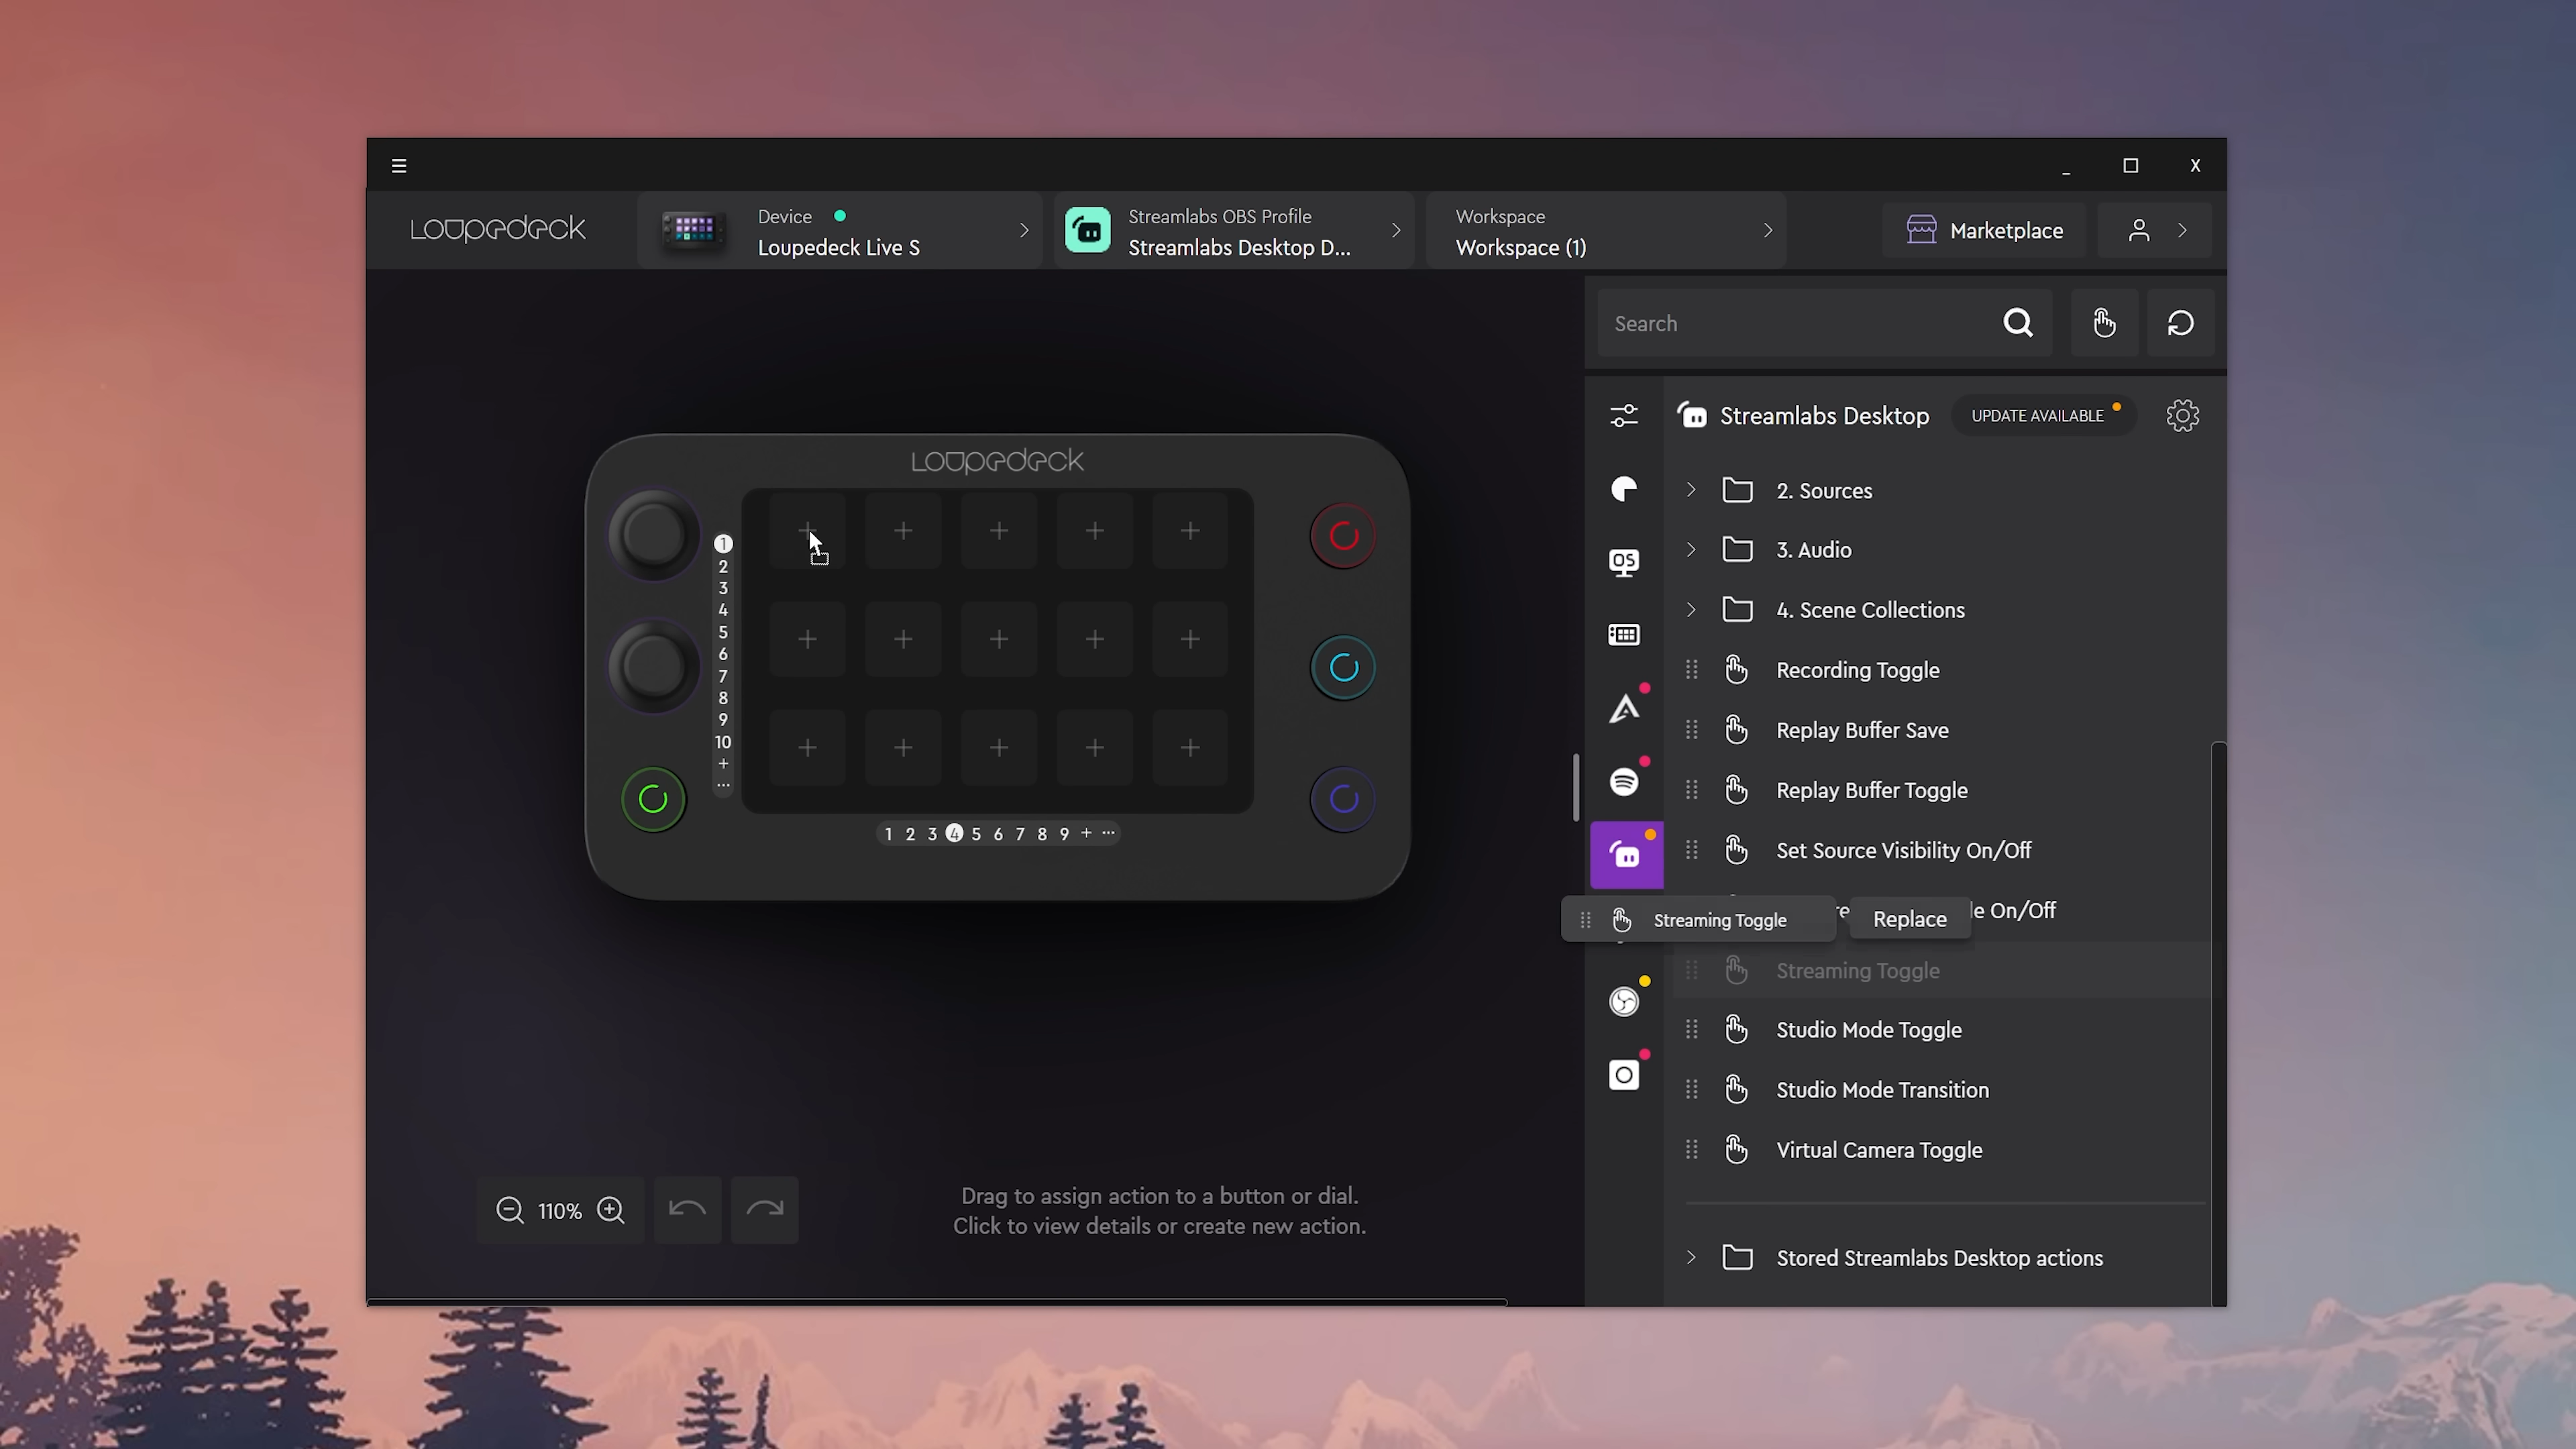 X
Loupedeck
Device
Loupedeck Live S
Streamlabs OBS Profile
Streamlabs Desktop D...
Workspace
Workspace (1)
Marketplace
Search
Streamlabs Desktop
UPDATE AVAILABLE
2. Sources
3. Audio
OS
4. Scene Collections
Recording Toggle
Replay Buffer Save
Replay Buffer Toggle
Set Source Visibility On/Off
e On/Off
Streaming Toggle
Replace
Streaming Toggle
Studio Mode Toggle
Studio Mode Transition
Virtual Camera Toggle
Stored Streamlabs Desktop actions
Loupedeck
1
2
3
4
5
6
7
8
9
10
+
...
1 2 3 4 5 6 7 8 9 + ...
110%
Drag to assign action to a button or dial.
Click to view details or create new action.